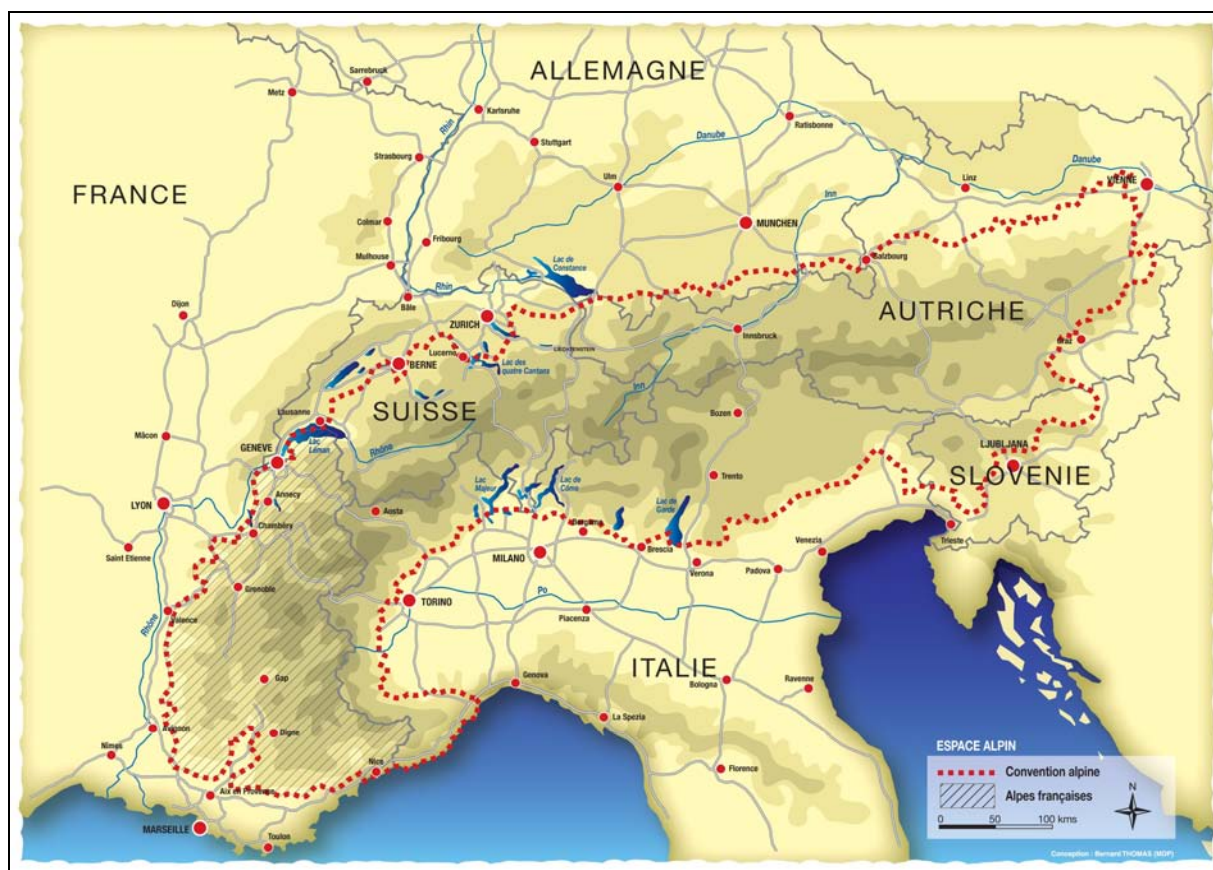 ALLEMAGNE
Sarrebruck
Metz
Karlsruhe
Rhin
Ratisbonne
Stuttgart
Danube
Strasbourg
Danube
Linz
VIENNE
Ulm
Inn
FRANCE
Colmar
MUNCHEN
Fribourg
Mulhouse
Salzbourg
Lac de
Constance
Rhin
Bâle
Dijon
ZURICH
AUTRICHE
Innsbruck
Graz
LIECHTENSTEIN
Lucerne
BERNE
Lac des
quatre Cantons
Inn
SUISSE
Lausanne
Bozen
Mâcon
Lac
Léman
Rhône
GENEVE
LJUBLJANA
SLOVENIE
Trento
Lac
Majeur
Lac de
Côme
Annecy
LYON
Aosta
Lac de
Garde
Chambéry
Bergama
Trieste
Saint Etienne
MILANO
Brescia
Venezia
Verona
Padova
Grenoble
Po
TORINO
Valence
Rhône
Piacenza
ITALIE
Gap
Genova
Bologna
Ravenne
La Spezia
Avignon
Digne
Nimes
Nice
Florence
Aix en Provence
MARSEILLE
Toulon
ESPACE ALPIN
Convention alpine
Alpes françaises
N
0 50 100 kms
Conception : Bernard THOMAS (MOP)